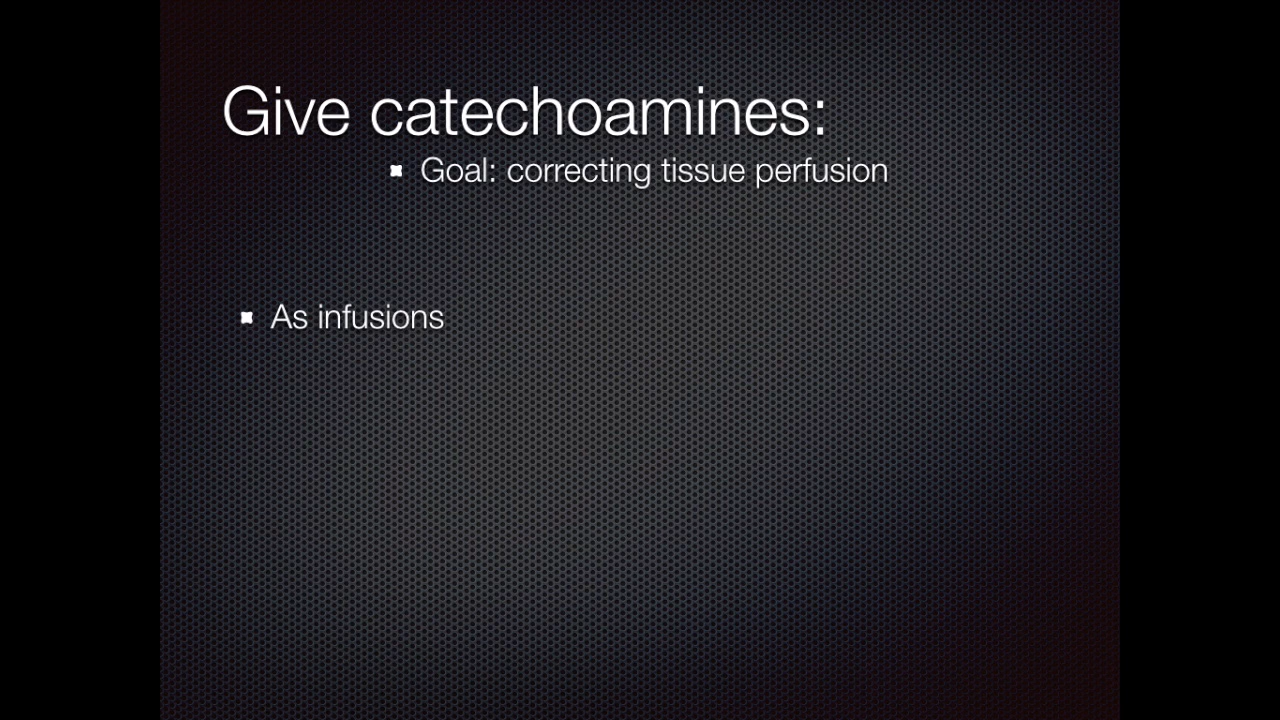 Give catechoamines:
Goal: correcting tissue perfusion
As infusions